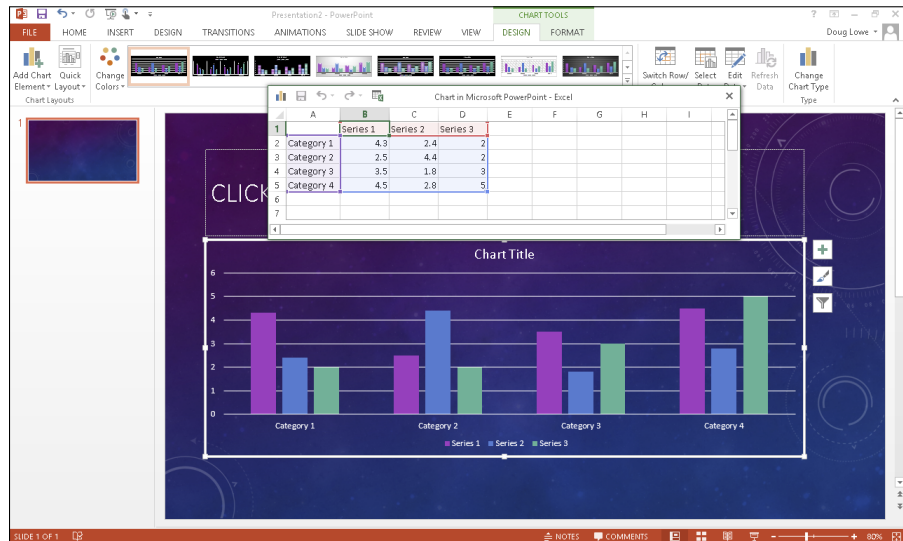 Presentation2 - PowerPoint
CHART TOOLS
?
FILE HOME INSERT DESIGN TRANSITIONS ANIMATIONS SLIDE SHOW REVIEW VIEW DESIGN FORMAT Doug Lowe
Add Chart Quick Change Switch Row/ Select Edit Refresh Change
Element Layout Colors Data Chart Type
Chart Layouts Type
Chart in Microsoft PowerPoint - Excel
A B C D E F G H I
1 Series 1 Series 2 Series 3
2 Category 1 4.3 2.4 2
3 Category 2 2.5 4.4 2
4 Category 3 3.5 1.8 3
5 Category 4 4.5 2.8 5
6
7
1
CLICK
Chart Title
6
5
4
3
2
1
0
Category 1 Category 2 Category 3 Category 4
Series 1 Series 2 Series 3
SLIDE 1 OF 1 NOTES COMMENTS 80%